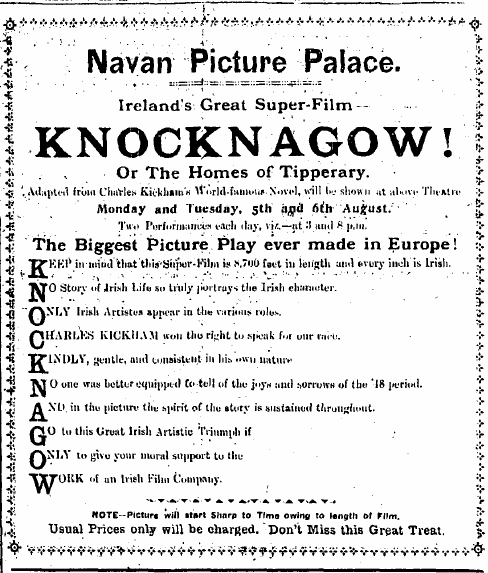 Navan Picture Palace.
Ireland's Great Super-Film—
KNOCKNAGOW!
Or The Homes of Tipperary.
Adapted from Charles Kickham's World-famous Novel, will be shown at above Theatre
Monday and Tuesday, 5th and 6th August.
Two Performances each day, viz.—at 3 and 8 p.m.
The Biggest Picture Play ever made in Europe!
KEEP in mind that this Super-Film is 8,700 feet in length and every inch is Irish.
NO Story of Irish Life so truly portrays the Irish character.
ONLY Irish Artistes appear in the various roles.
CHARLES KICKHAM won the right to speak for our race.
KINDLY, gentle, and consistent in his own nature
NO one was better equipped to tell of the joys and sorrows of the '48 period.
AND in the picture the spirit of the story is sustained throughout.
GO to this Great Irish Artistic Triumph if
ONLY to give your moral support to the
WORK of an Irish Film Company.
NOTE—Picture will start Sharp to Time owing to length of Film.
Usual Prices only will be charged. Don't Miss this Great Treat.